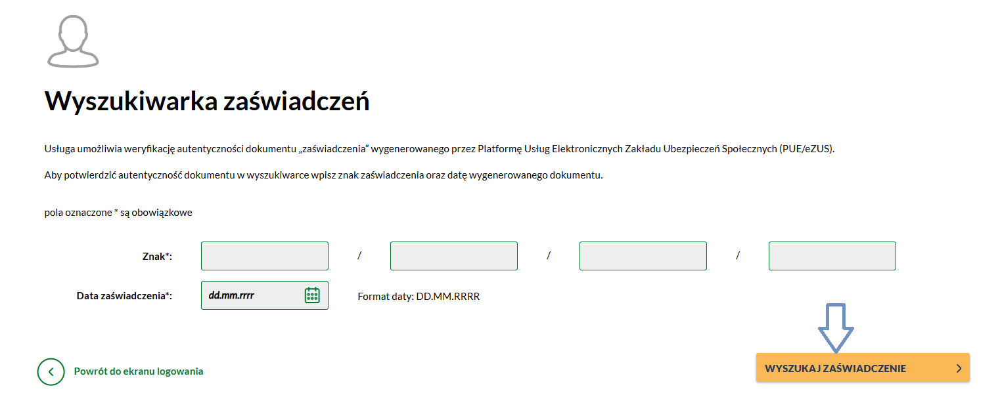 Wyszukiwarka zaświadczeń
Usługa umożliwia weryfikację autentyczności dokumentu „zaświadczenia” wygenerowanego przez Platformę Usług Elektronicznych Zakładu Ubezpieczeń Społecznych (PUE/eZUS).
Aby potwierdzić autentyczność dokumentu w wyszukiwarce wpisz znak zaświadczenia oraz datę wygenerowanego dokumentu.
pola oznaczone * są obowiązkowe
Znak*: / / /
Data zaświadczenia*: dd.mm.rrrr Format daty: DD.MM.RRRR
Powrót do ekranu logowania WYSZUKAJ ZAŚWIADCZENIE